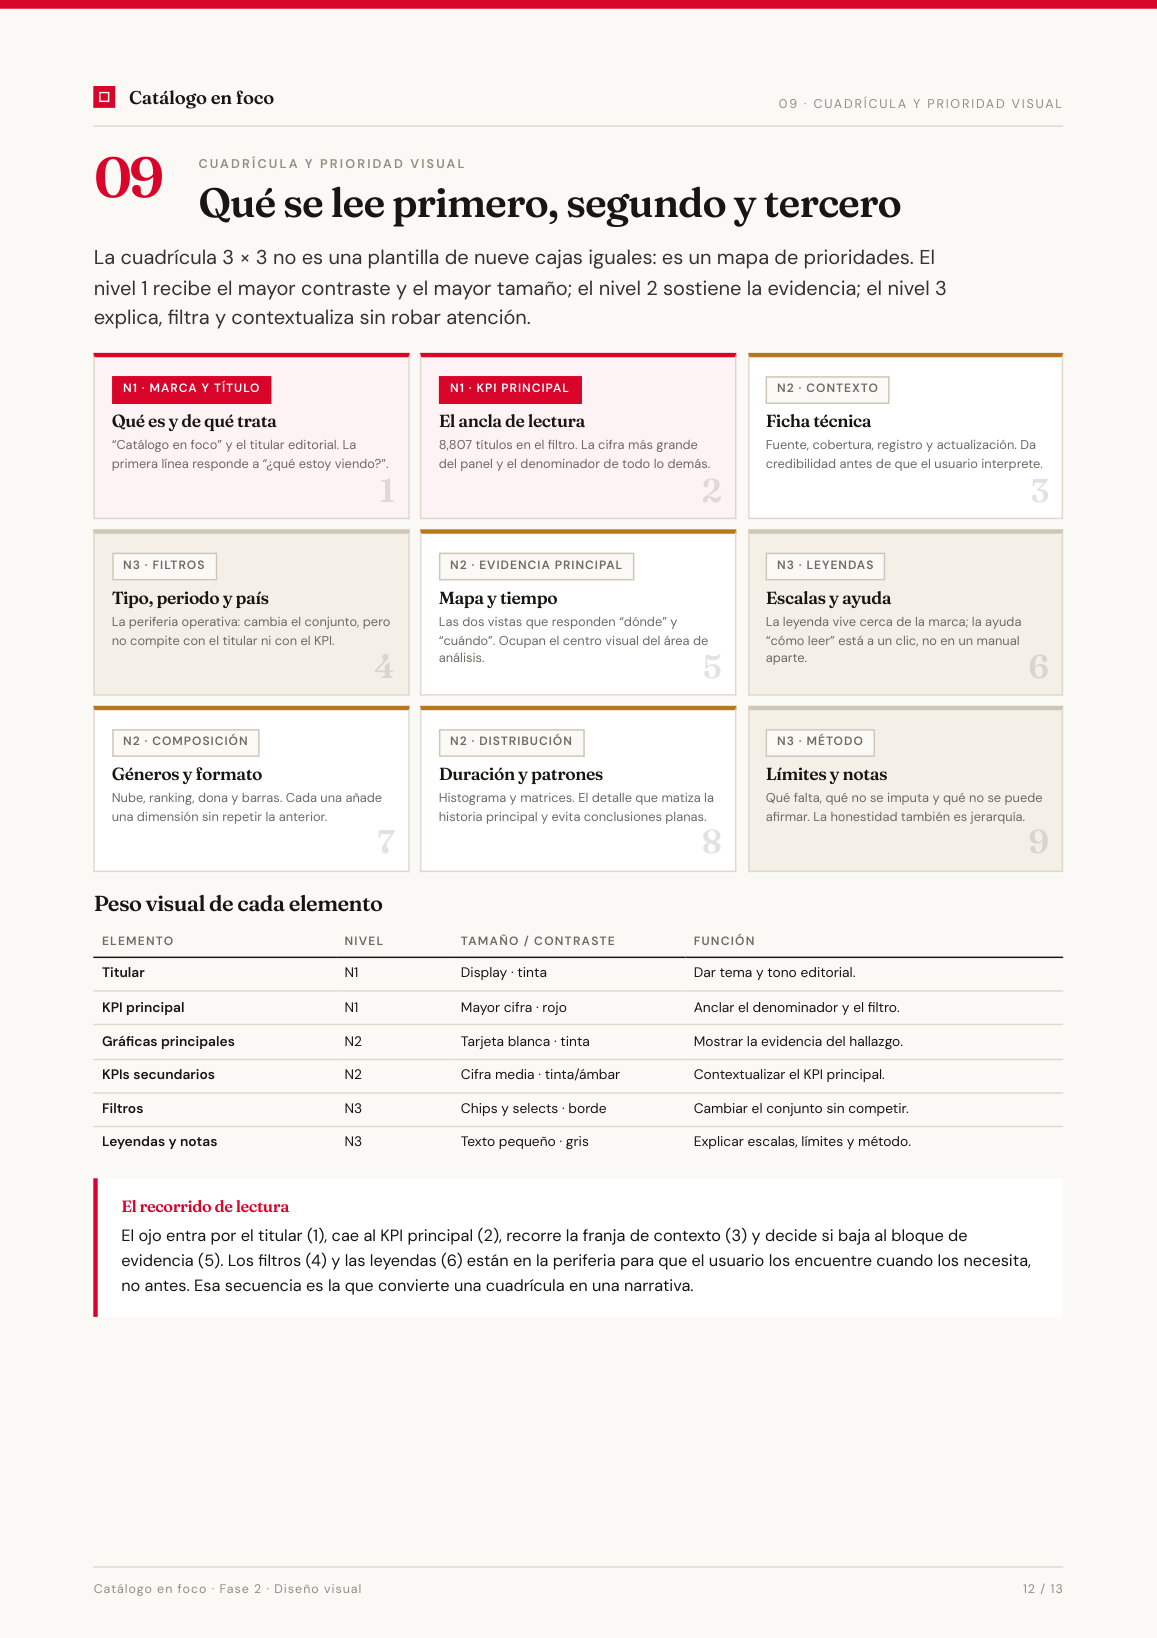 Catálogo en foco
09 · CUADRÍCULA Y PRIORIDAD VISUAL
09
CUADRÍCULA Y PRIORIDAD VISUAL
Qué se lee primero, segundo y tercero
La cuadrícula 3 × 3 no es una plantilla de nueve cajas iguales: es un mapa de prioridades. El
nivel 1 recibe el mayor contraste y el mayor tamaño; el nivel 2 sostiene la evidencia; el nivel 3
explica, filtra y contextualiza sin robar atención.
N1 · MARCA Y TÍTULO
Qué es y de qué trata
“Catálogo en foco” y el titular editorial. La
primera línea responde a “¿qué estoy viendo?”.
1
N1 · KPI PRINCIPAL
El ancla de lectura
8,807 títulos en el filtro. La cifra más grande
del panel y el denominador de todo lo demás.
2
N2 · CONTEXTO
Ficha técnica
Fuente, cobertura, registro y actualización. Da
credibilidad antes de que el usuario interprete.
3
N3 · FILTROS
Tipo, periodo y país
La periferia operativa: cambia el conjunto, pero
no compite con el titular ni con el KPI.
4
N2 · EVIDENCIA PRINCIPAL
Mapa y tiempo
Las dos vistas que responden “dónde” y
“cuándo”. Ocupan el centro visual del área de
análisis.
5
N3 · LEYENDAS
Escalas y ayuda
La leyenda vive cerca de la marca; la ayuda
“cómo leer” está a un clic, no en un manual
aparte.
6
N2 · COMPOSICIÓN
Géneros y formato
Nube, ranking, dona y barras. Cada una añade
una dimensión sin repetir la anterior.
7
N2 · DISTRIBUCIÓN
Duración y patrones
Histograma y matrices. El detalle que matiza la
historia principal y evita conclusiones planas.
8
N3 · MÉTODO
Límites y notas
Qué falta, qué no se imputa y qué no se puede
afirmar. La honestidad también es jerarquía.
9
Peso visual de cada elemento
ELEMENTO NIVEL TAMAÑO / CONTRASTE FUNCIÓN
Titular N1 Display · tinta Dar tema y tono editorial.
KPI principal N1 Mayor cifra · rojo Anclar el denominador y el filtro.
Gráficas principales N2 Tarjeta blanca · tinta Mostrar la evidencia del hallazgo.
KPIs secundarios N2 Cifra media · tinta/ámbar Contextualizar el KPI principal.
Filtros N3 Chips y selects · borde Cambiar el conjunto sin competir.
Leyendas y notas N3 Texto pequeño · gris Explicar escalas, límites y método.
El recorrido de lectura
El ojo entra por el titular (1), cae al KPI principal (2), recorre la franja de contexto (3) y decide si baja al bloque de
evidencia (5). Los filtros (4) y las leyendas (6) están en la periferia para que el usuario los encuentre cuando los necesita,
no antes. Esa secuencia es la que convierte una cuadrícula en una narrativa.
Catálogo en foco · Fase 2 · Diseño visual
12 / 13